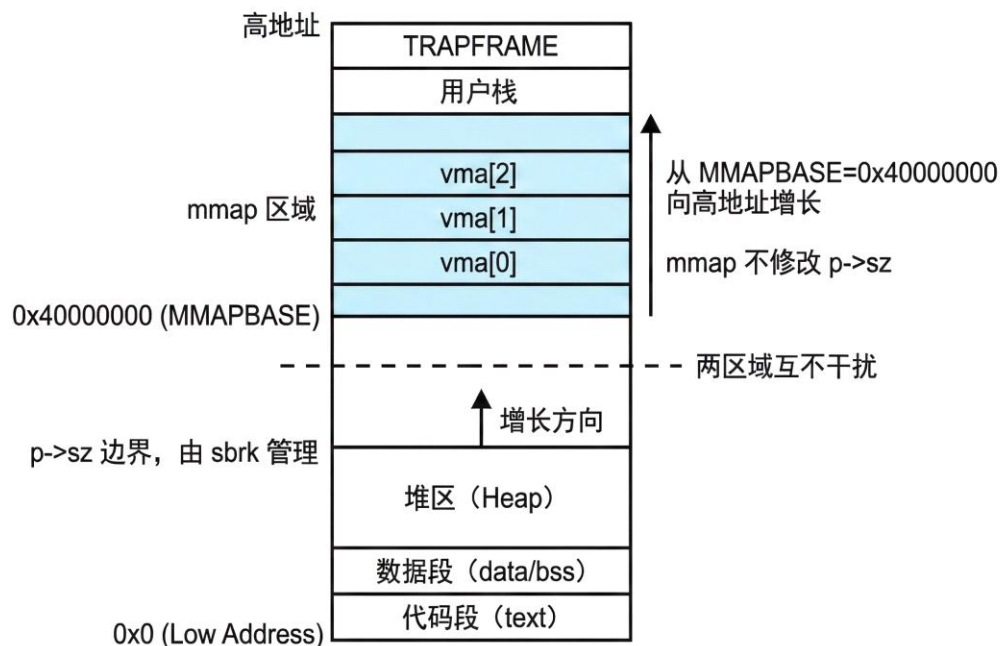 高地址
TRAPFRAME
用户栈
vma[2]
从 MMAPBASE=0x40000000
向高地址增长
mmap 区域
vma[1]
vma[0]
mmap 不修改 p->sz
0x40000000 (MMAPBASE)
两区域互不干扰
增长方向
p->sz 边界，由 sbrk 管理
堆区（Heap）
数据段（data/bss）
代码段（text）
0x0 (Low Address)